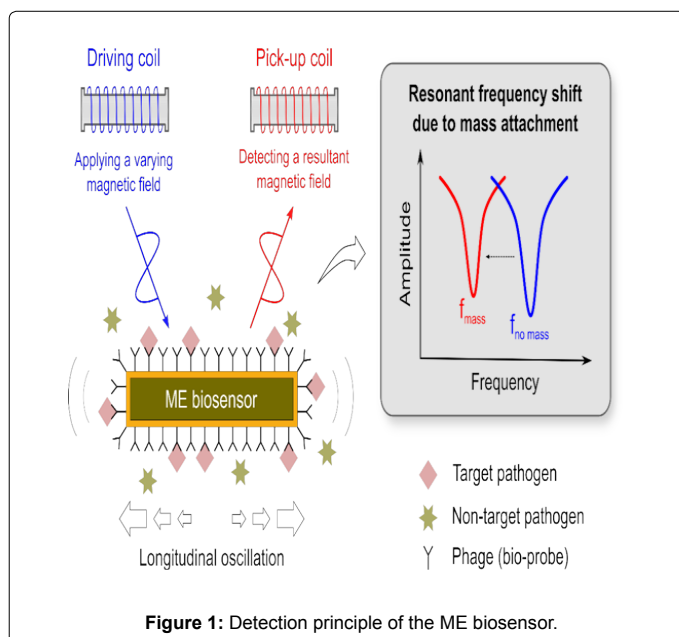 Driving coil
Applying a varying
magnetic field
Pick-up coil
Detecting a resultant
magnetic field
Resonant frequency shift
due to mass attachment
Amplitude
f mass
f no mass
Frequency
ME biosensor
Longitudinal oscillation
Target pathogen
Non-target pathogen
Phage (bio-probe)
Figure 1: Detection principle of the ME biosensor.